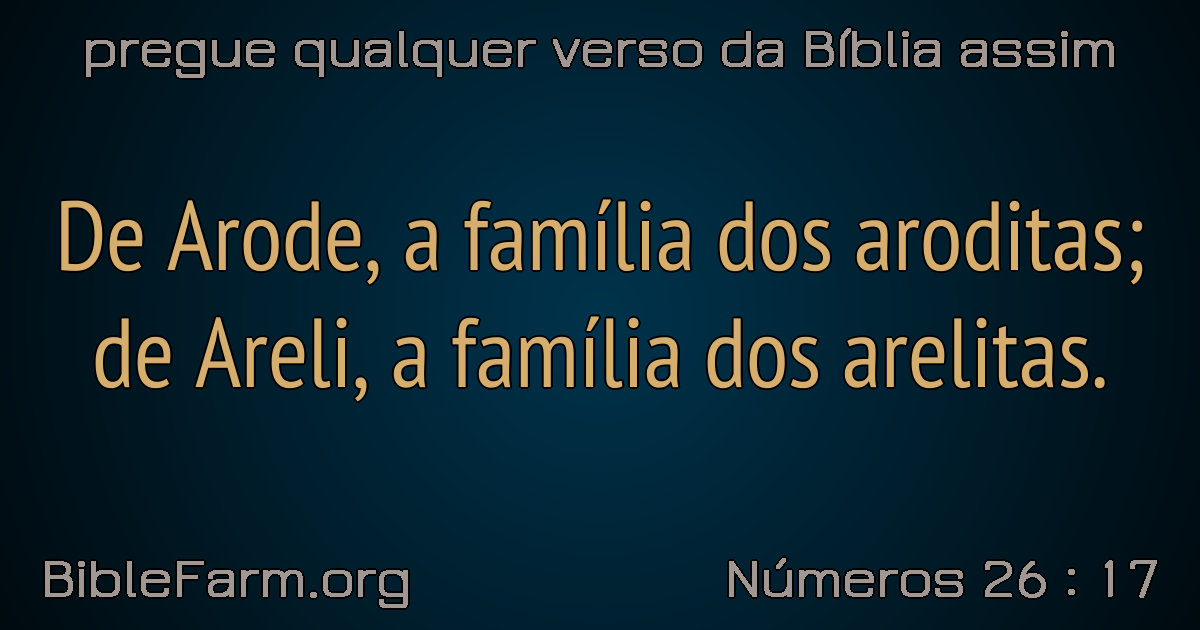 pregue qualquer verso da Bíblia assim
De Arode, a família dos aroditas;
de Areli, a família dos arelitas.
BibleFarm.org
Números 26 : 17